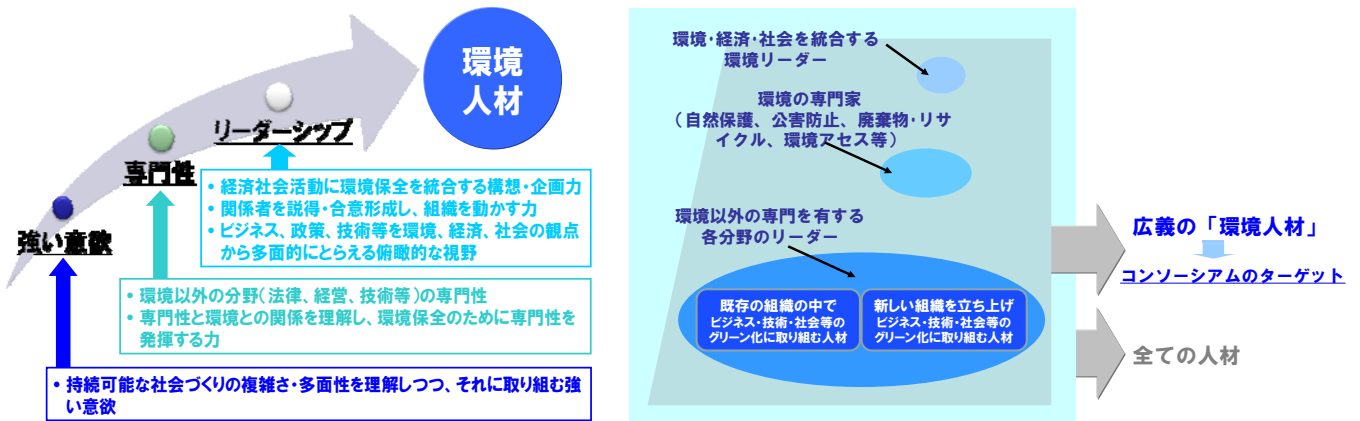 環境
人材
リーダーシップ
専門性
強い意欲
• 経済社会活動に環境保全を統合する構想・企画力
• 関係者を説得・合意形成し、組織を動かす力
• ビジネス、政策、技術等を環境、経済、社会の観点
から多面的にとらえる俯瞰的な視野
• 環境以外の分野(法律、経営、技術等)の専門性
• 専門性と環境との関係を理解し、環境保全のために専門性を
発揮する力
• 持続可能な社会づくりの複雑さ・多面性を理解しつつ、それに取り組む強
い意欲
環境・経済・社会を統合する
環境リーダー
環境の専門家
(自然保護、公害防止、廃棄物・リサ
イクル、環境アセス等)
環境以外の専門を有する
各分野のリーダー
既存の組織の中で
ビジネス・技術・社会等の
グリーン化に取り組む人材
新しい組織を立ち上げ
ビジネス・技術・社会等の
グリーン化に取り組む人材
広義の「環境人材」
コンソーシアムのターゲット
全ての人材